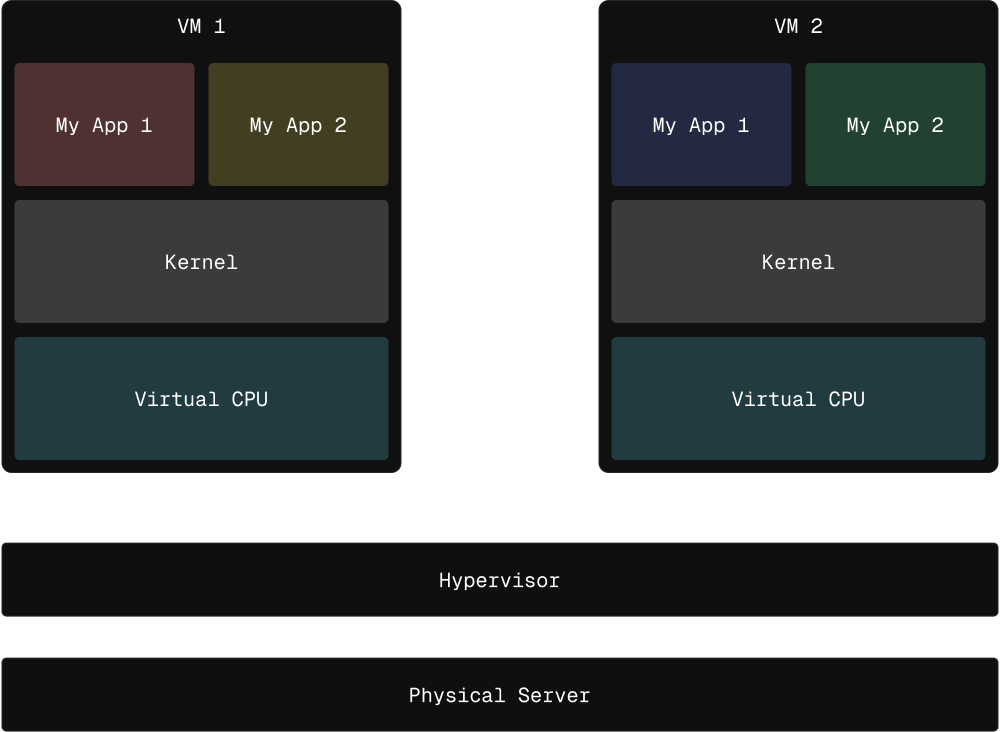 VM 1
My App 1
My App 2
Kernel
Virtual CPU
VM 2
My App 1
My App 2
Kernel
Virtual CPU
Hypervisor
Physical Server